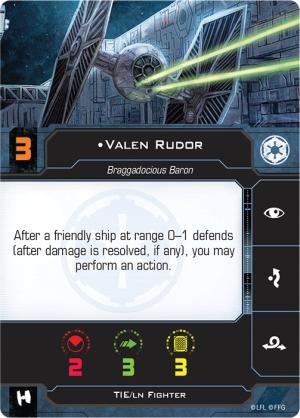 3
•Valen Rudor
Braggadocious Baron
After a friendly ship at range 0–1 defends
(after damage is resolved, if any), you may
perform an action.
2 3 3
TIE/ln Fighter
©LFL ©FFG